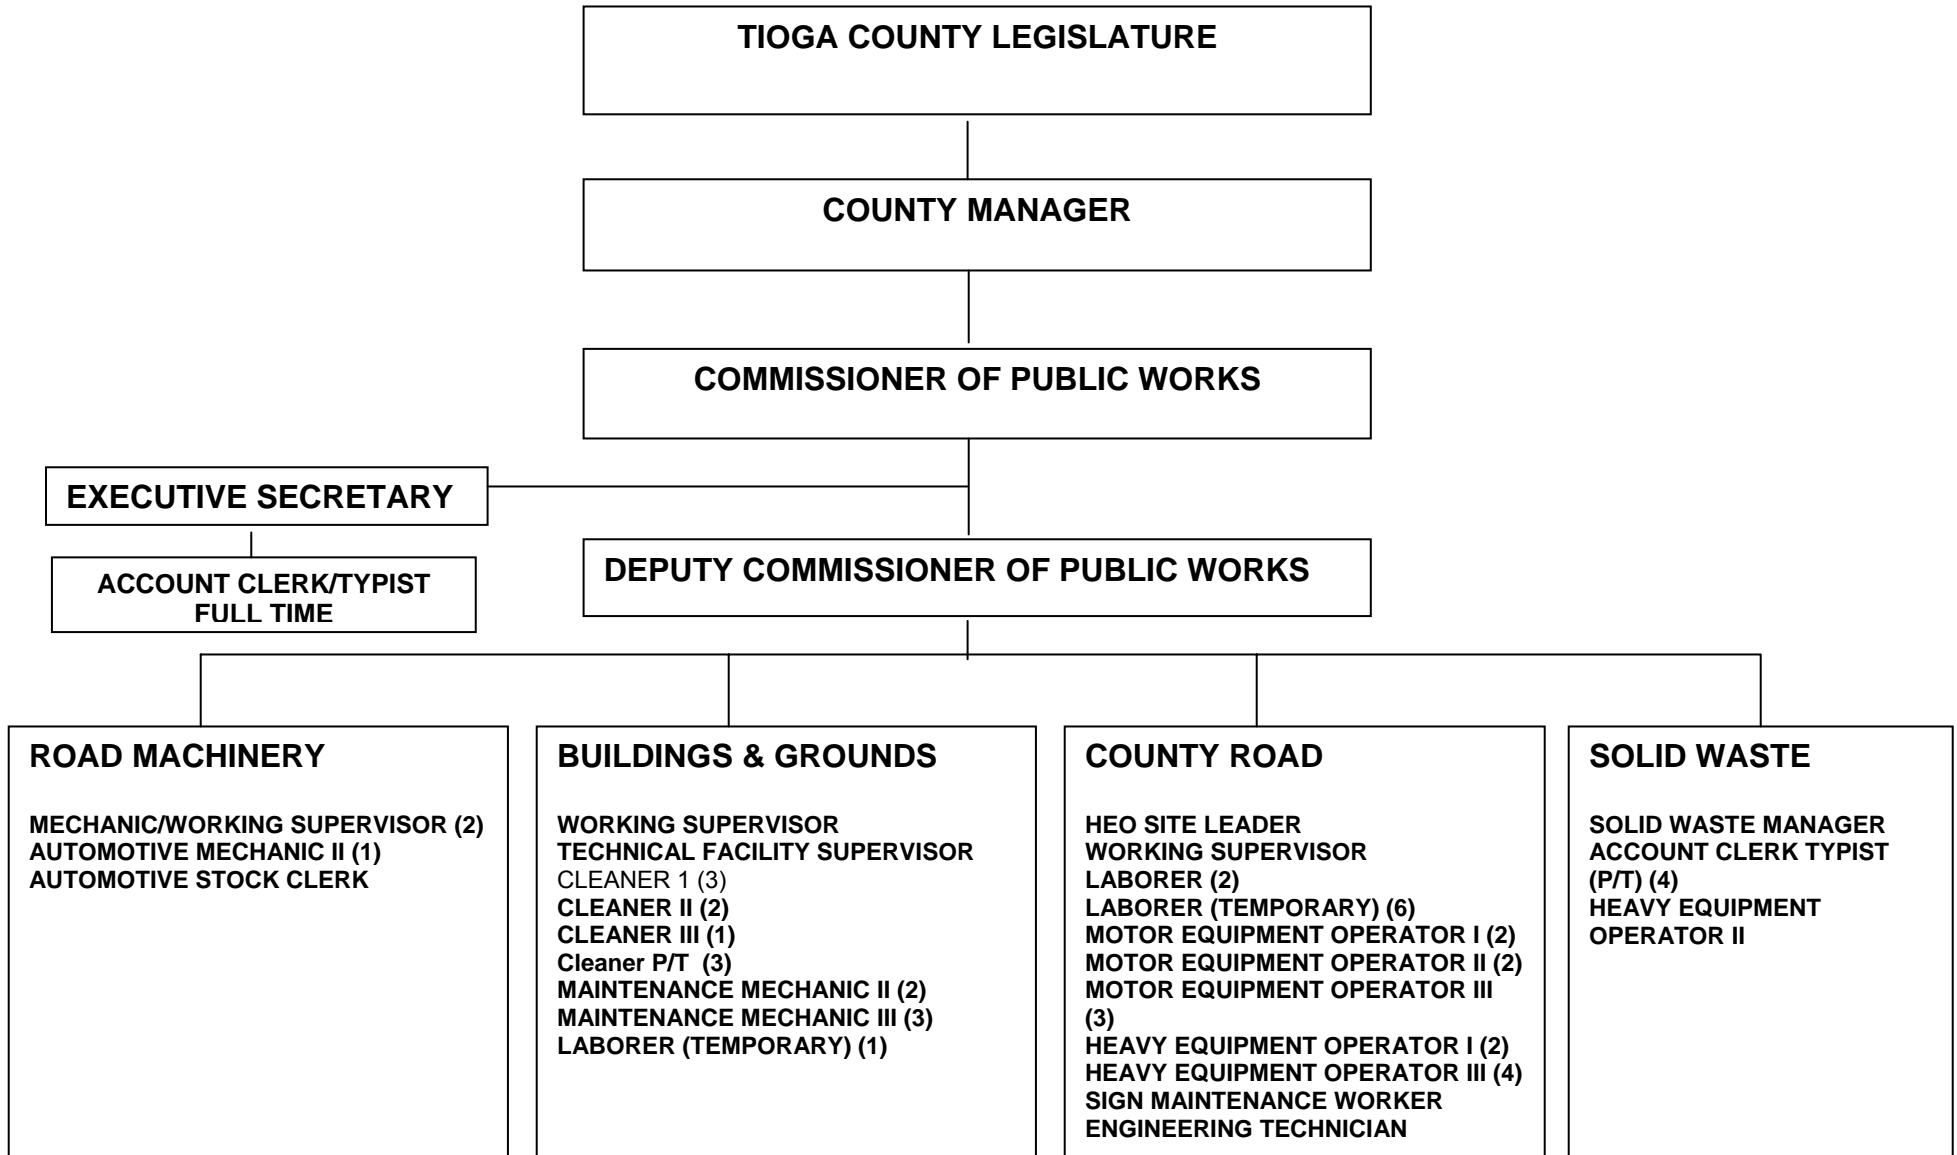 TIOGA COUNTY LEGISLATURE
COUNTY MANAGER
COMMISSIONER OF PUBLIC WORKS
EXECUTIVE SECRETARY
ACCOUNT CLERK/TYPIST
FULL TIME
DEPUTY COMMISSIONER OF PUBLIC WORKS
ROAD MACHINERY
MECHANIC/WORKING SUPERVISOR (2)
AUTOMOTIVE MECHANIC II (1)
AUTOMOTIVE STOCK CLERK
BUILDINGS & GROUNDS
WORKING SUPERVISOR
TECHNICAL FACILITY SUPERVISOR
CLEANER 1 (3)
CLEANER II (2)
CLEANER III (1)
Cleaner P/T (3)
MAINTENANCE MECHANIC II (2)
MAINTENANCE MECHANIC III (3)
LABORER (TEMPORARY) (1)
COUNTY ROAD
HEO SITE LEADER
WORKING SUPERVISOR
LABORER (2)
LABORER (TEMPORARY) (6)
MOTOR EQUIPMENT OPERATOR I (2)
MOTOR EQUIPMENT OPERATOR II (2)
MOTOR EQUIPMENT OPERATOR III
(3)
HEAVY EQUIPMENT OPERATOR I (2)
HEAVY EQUIPMENT OPERATOR III (4)
SIGN MAINTENANCE WORKER
ENGINEERING TECHNICIAN
SOLID WASTE
SOLID WASTE MANAGER
ACCOUNT CLERK TYPIST
(P/T) (4)
HEAVY EQUIPMENT
OPERATOR II